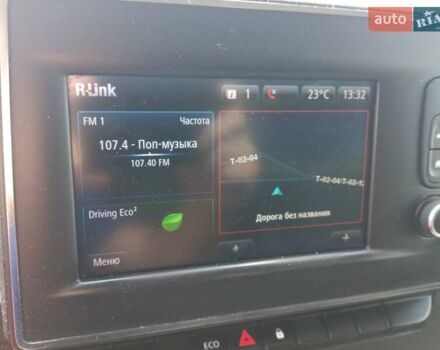 auto RIA
R-Link
1
23°C
13:32
FM 1 Частота
107.4 - Поп-музыка
107.40 FM
T-02-04
T-02-04/T-02-12
Driving Eco²
Дорога без названия
Меню
ECO